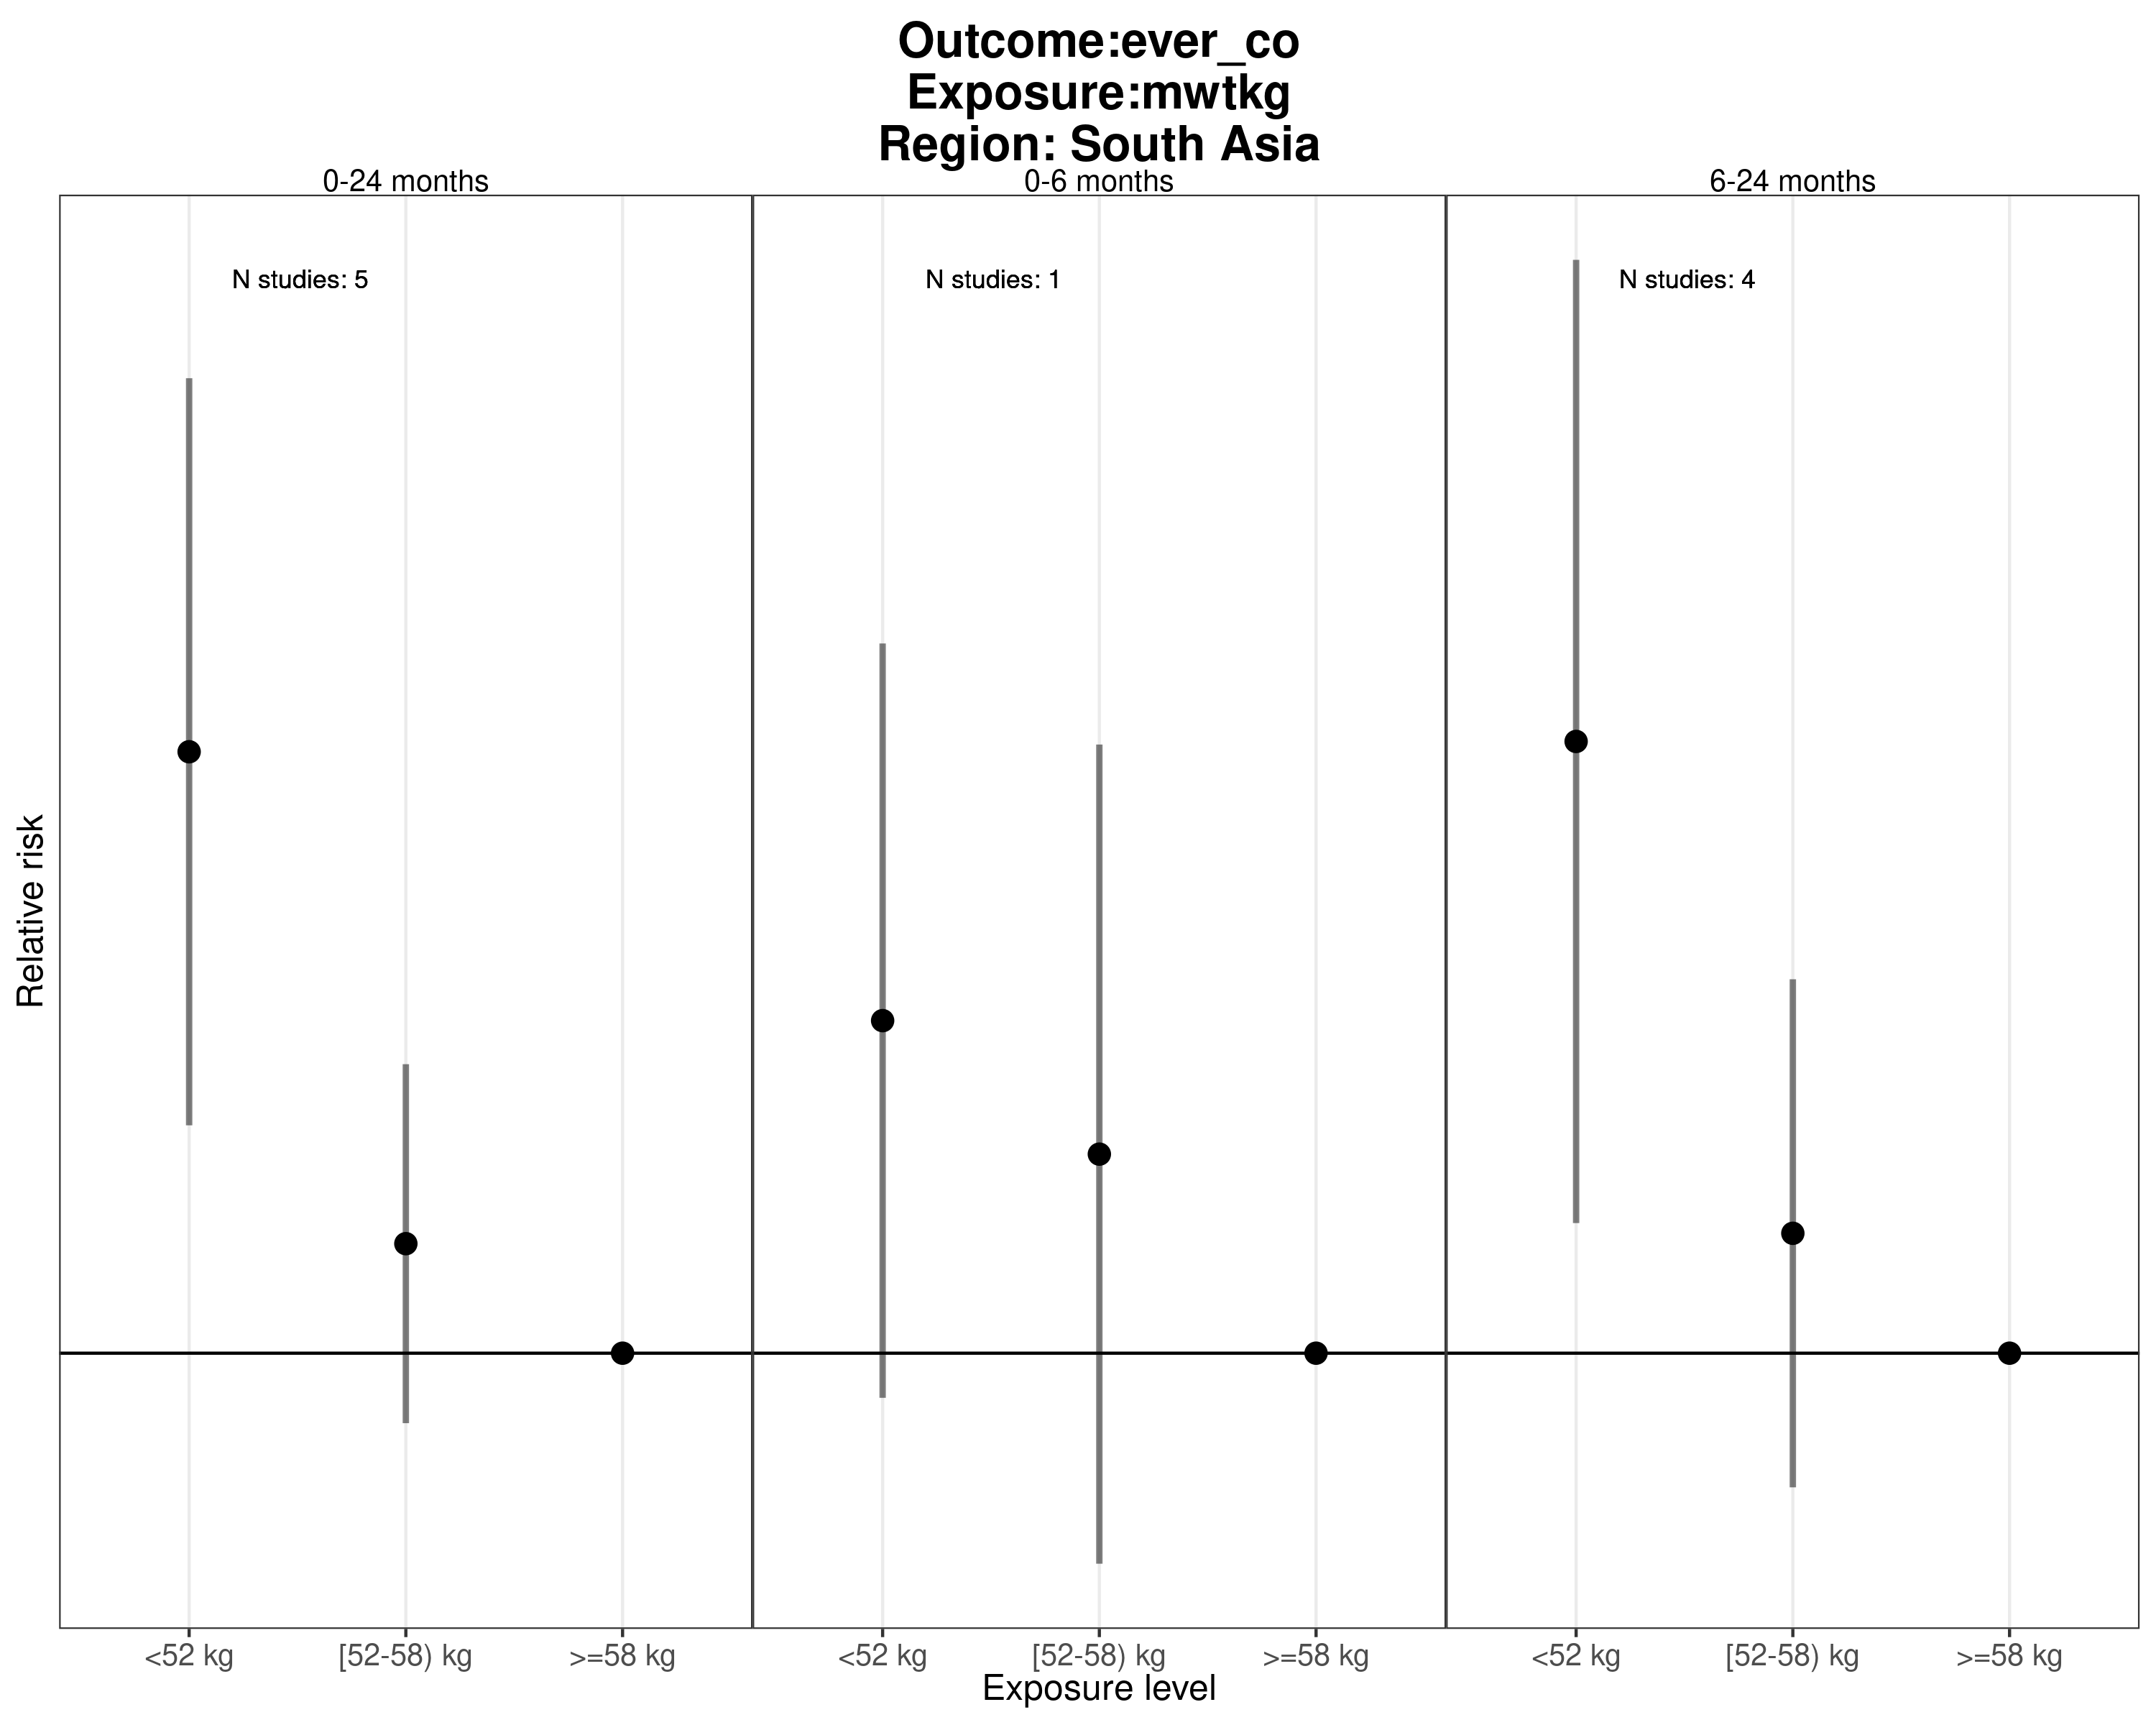 Outcome:ever_co
Exposure:mwtkg
Region: South Asia
0-24 months
0-6 months
6-24 months
N studies: 5
N studies: 1
N studies: 4
Relative risk
<52 kg
[52-58) kg
>=58 kg
<52 kg
[52-58) kg
>=58 kg
<52 kg
[52-58) kg
>=58 kg
Exposure level